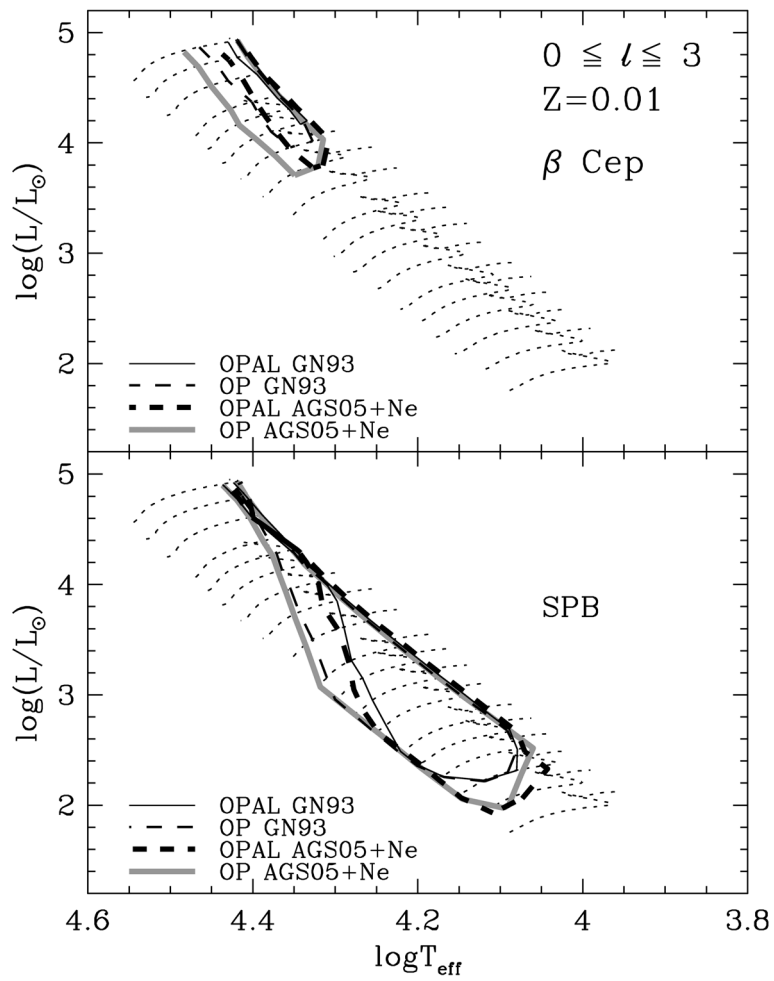 5
4
3
2
log(L/L⊙)
0 ≦ ℓ ≦ 3
Z=0.01
β Cep
OPAL GN93
OP GN93
OPAL AGS05+Ne
OP AGS05+Ne
5
4
3
2
log(L/L⊙)
SPB
OPAL GN93
OP GN93
OPAL AGS05+Ne
OP AGS05+Ne
4.6 4.4 4.2 4 3.8
logTeff